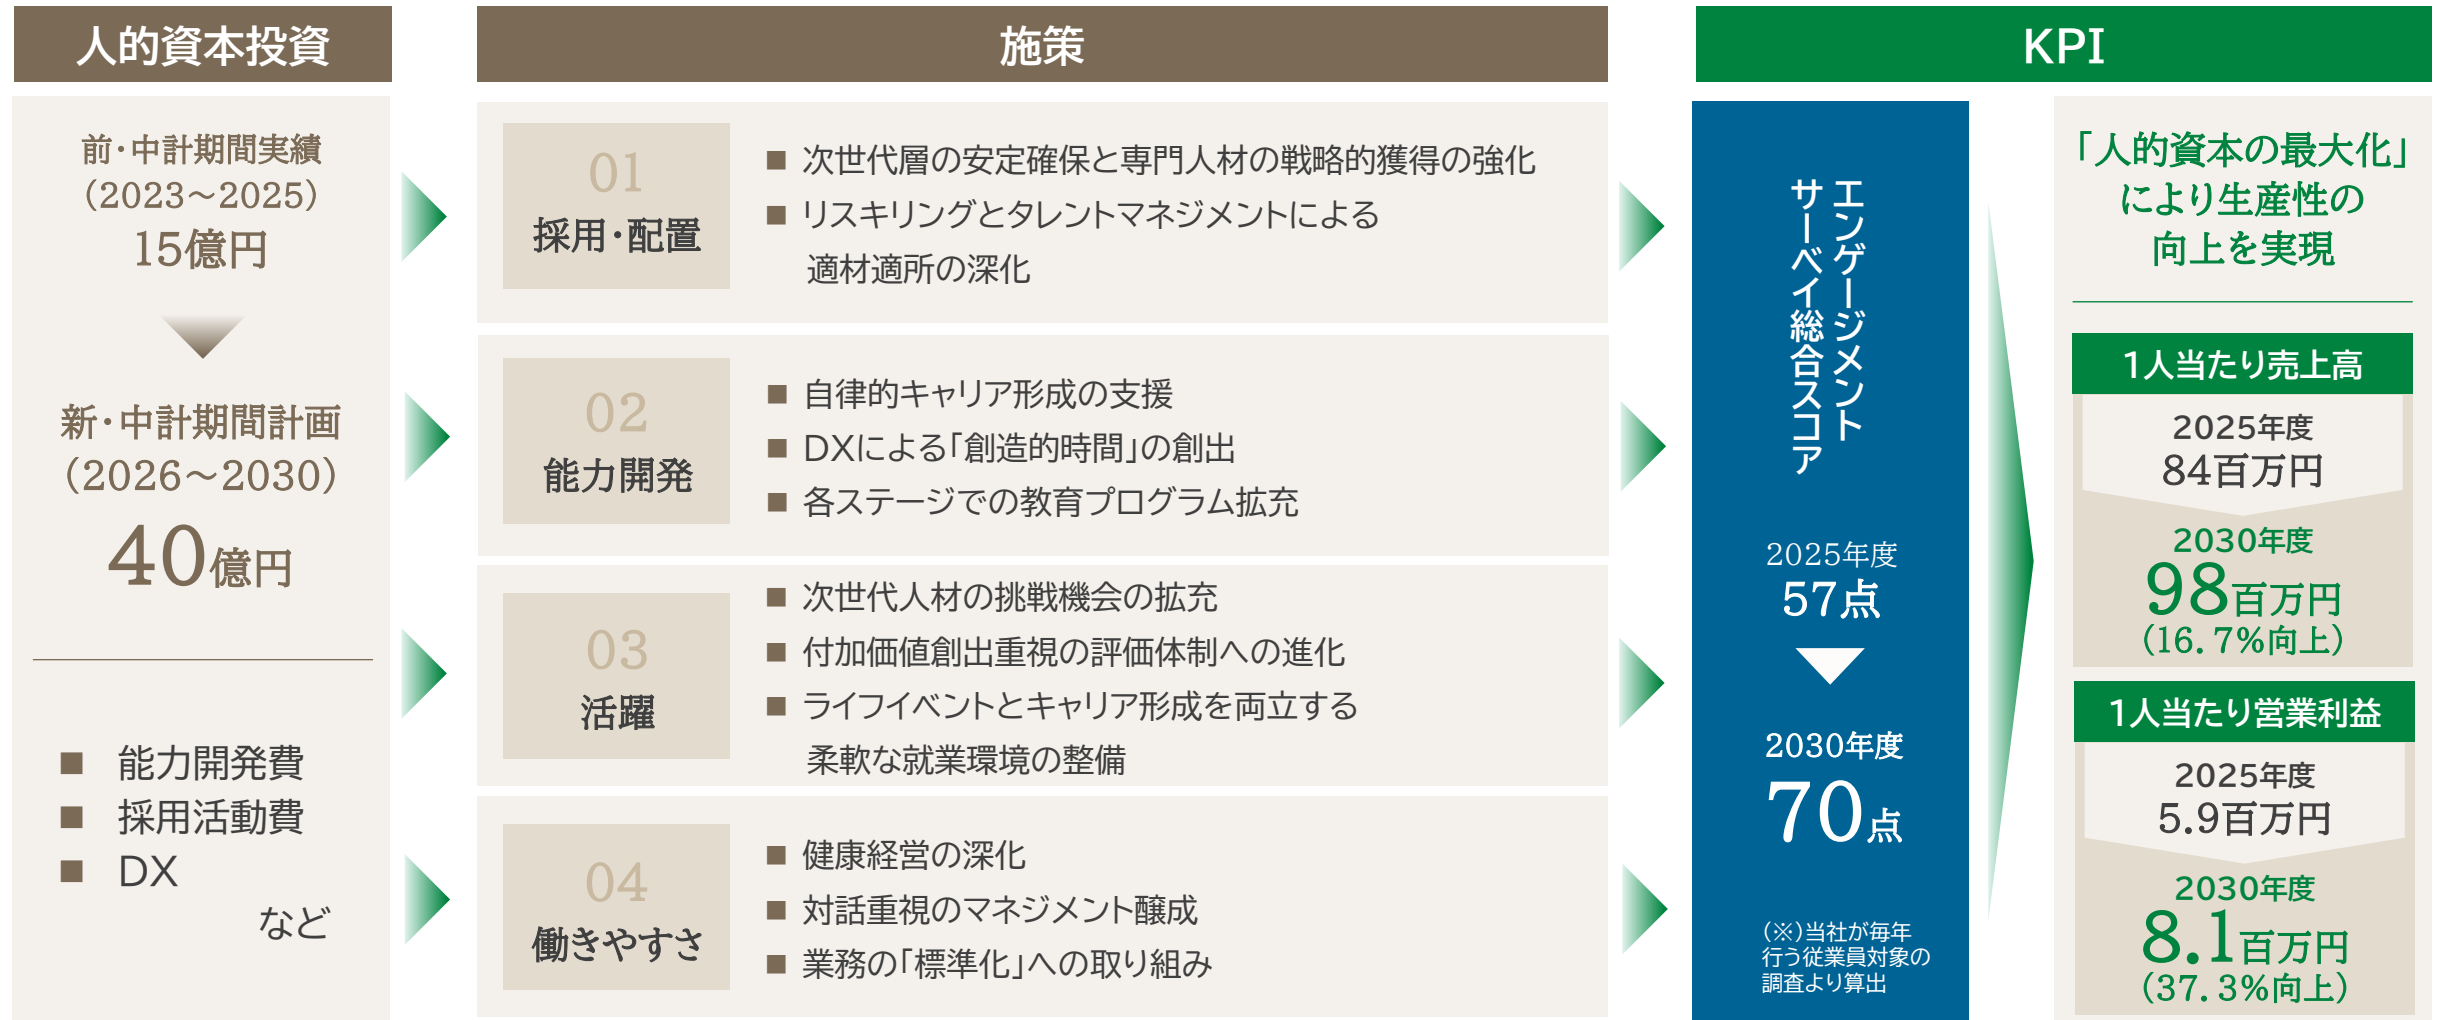 人的資本投資
前・中計期間実績
（2023～2025）
15億円
新・中計期間計画
（2026～2030）
40億円
■ 能力開発費
■ 採用活動費
■ DX
など
施策
01
採用・配置
■ 次世代層の安定確保と専門人材の戦略的獲得の強化
■ リスキリングとタレントマネジメントによる
適材適所の深化
02
能力開発
■ 自律的キャリア形成の支援
■ DXによる「創造的時間」の創出
■ 各ステージでの教育プログラム拡充
03
活躍
■ 次世代人材の挑戦機会の拡充
■ 付加価値創出重視の評価体制への進化
■ ライフイベントとキャリア形成を両立する
柔軟な就業環境の整備
04
働きやすさ
■ 健康経営の深化
■ 対話重視のマネジメント醸成
■ 業務の「標準化」への取り組み
KPI
エンゲージメント
サーベイ総合スコア
2025年度
57点
2030年度
70点
（※）当社が毎年
行う従業員対象の
調査より算出
「人的資本の最大化」
により生産性の
向上を実現
1人当たり売上高
2025年度
84百万円
2030年度
98百万円
（16.7%向上）
1人当たり営業利益
2025年度
5.9百万円
2030年度
8.1百万円
（37.3%向上）